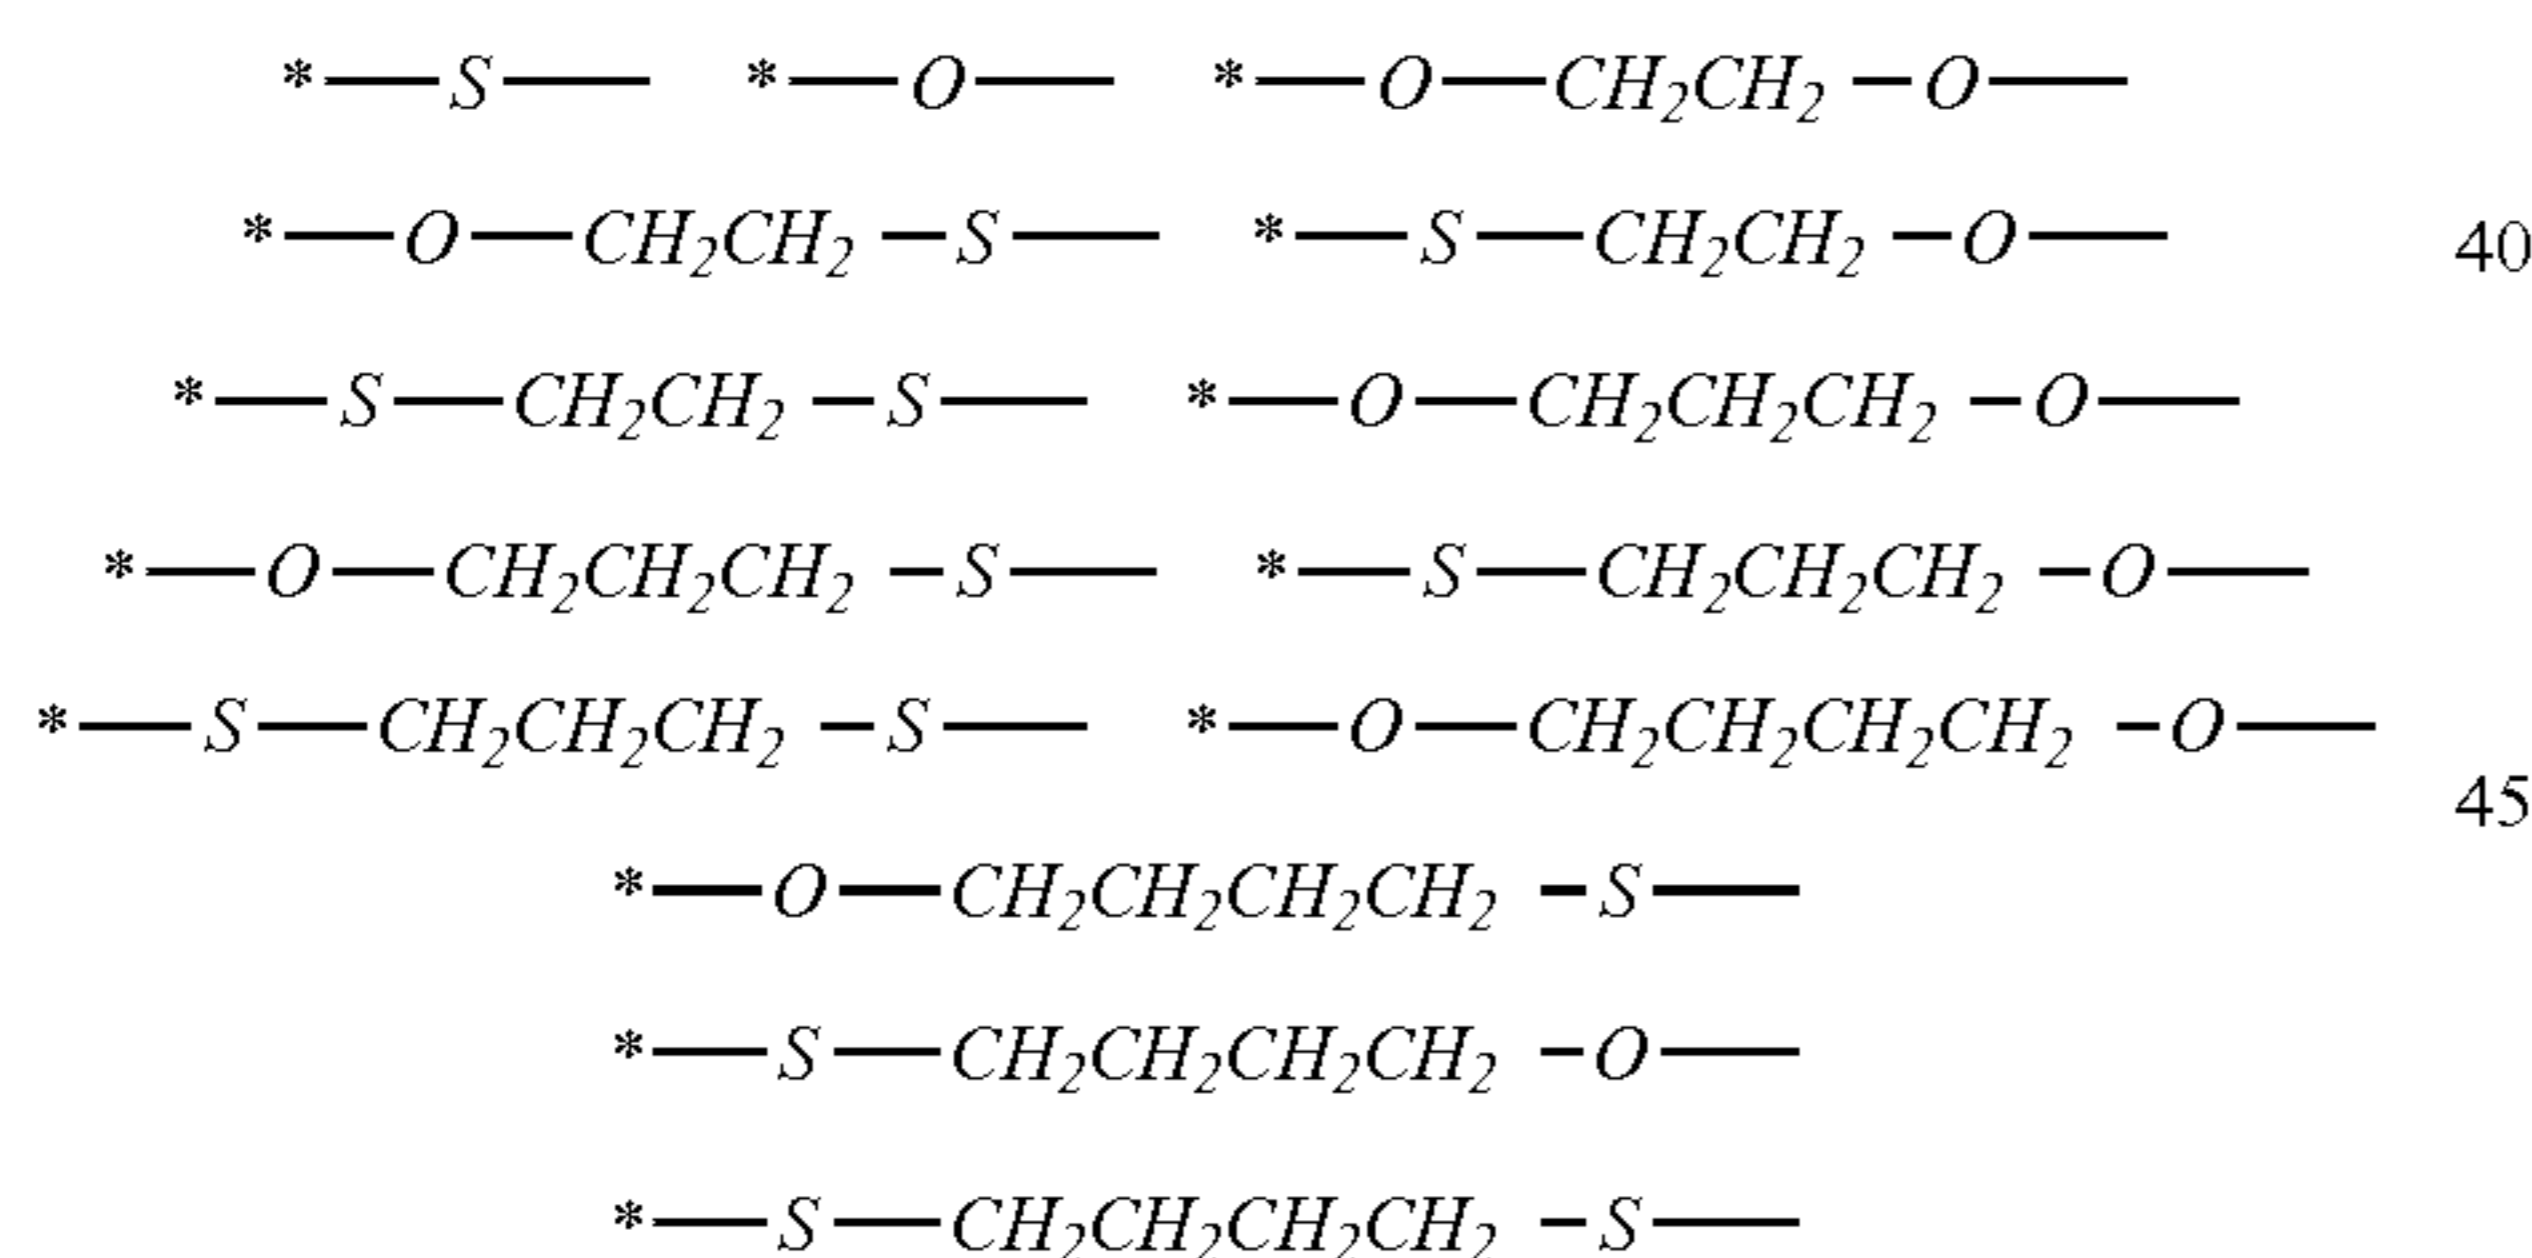 *—S— *—O— *—O—CH₂CH₂—O—
*—O—CH₂CH₂—S— *—S—CH₂CH₂—O— 40
*—S—CH₂CH₂—S— *—O—CH₂CH₂CH₂—O—
*—O—CH₂CH₂CH₂—S— *—S—CH₂CH₂CH₂—O—
*—S—CH₂CH₂CH₂—S— *—O—CH₂CH₂CH₂CH₂—O—
45
*—O—CH₂CH₂CH₂CH₂—S—
*—S—CH₂CH₂CH₂CH₂—O—
*—S—CH₂CH₂CH₂CH₂—S—